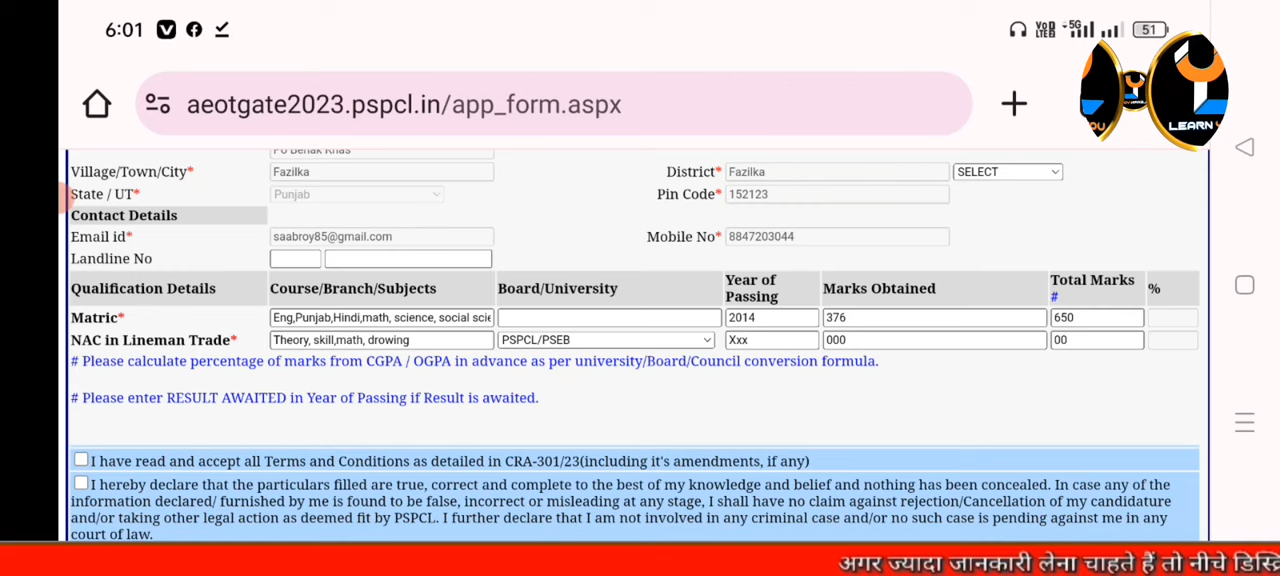 6:01 Vo) LTE2 5G 51
aeotgate2023.pspcl.in/app_form.aspx
LEARN
Village/Town/City* Fazilka District* Fazilka SELECT
State / UT* Punjab Pin Code* 152123
Contact Details
Email id* saabroy85@gmail.com Mobile No* 8847203044
Landline No
Qualification Details Course/Branch/Subjects Board/University Year of Passing Marks Obtained Total Marks # %
Matric* Eng,Punjab,Hindi,math, science, social scie 2014 376 650
NAC in Lineman Trade* Theory, skill,math, drowing PSPCL/PSEB Xxx 000 00
# Please calculate percentage of marks from CGPA / OGPA in advance as per university/Board/Council conversion formula.
# Please enter RESULT AWAITED in Year of Passing if Result is awaited.
I have read and accept all Terms and Conditions as detailed in CRA-301/23(including it's amendments, if any)
I hereby declare that the particulars filled are true, correct and complete to the best of my knowledge and belief and nothing has been concealed. In case any of the
information declared/ furnished by me is found to be false, incorrect or misleading at any stage, I shall have no claim against rejection/Cancellation of my candidature
and/or taking other legal action as deemed fit by PSPCL. I further declare that I am not involved in any criminal case and/or no such case is pending against me in any
court of law.
अगर ज्यादा जानकारी लेना चाहते हैं तो नीचे डिस्क्रि